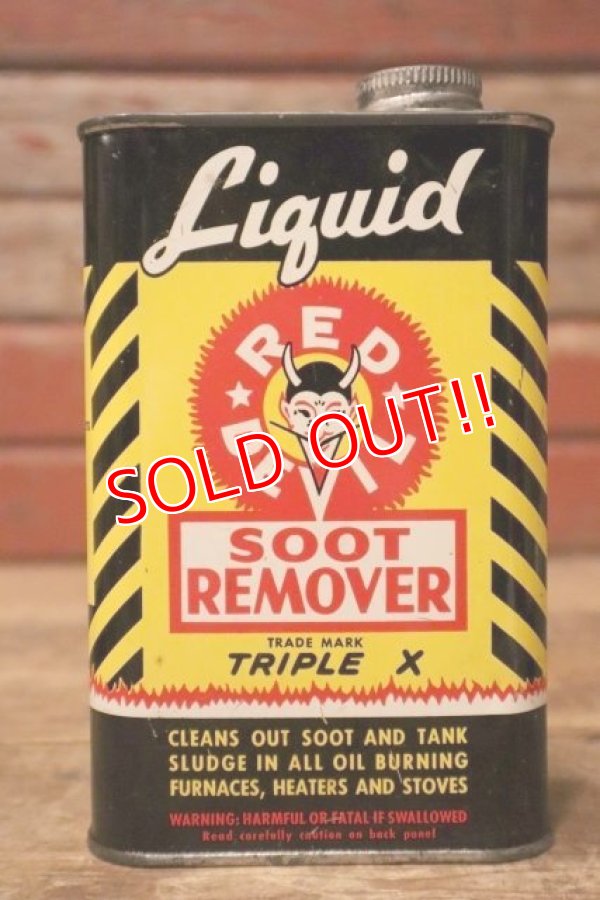 Liquid
RED
DEVIL
SOLD OUT!!
SOOT
REMOVER
TRADE MARK
TRIPLE X
CLEANS OUT SOOT AND TANK
SLUDGE IN ALL OIL BURNING
FURNACES, HEATERS AND STOVES
WARNING: HARMFUL OR FATAL IF SWALLOWED
Read carefully caution on back panel